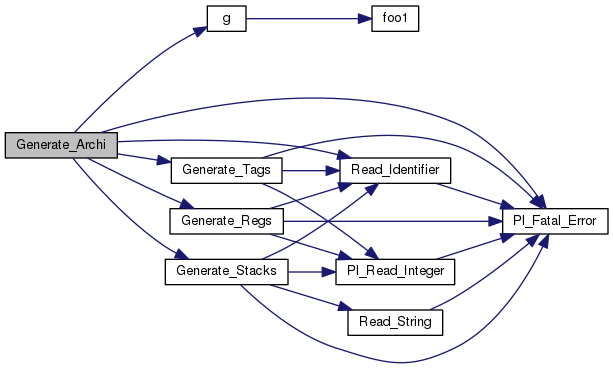 g
foo1
Generate_Archi
Generate_Tags
Read_Identifier
Generate_Regs
Pl_Fatal_Error
Generate_Stacks
Pl_Read_Integer
Read_String